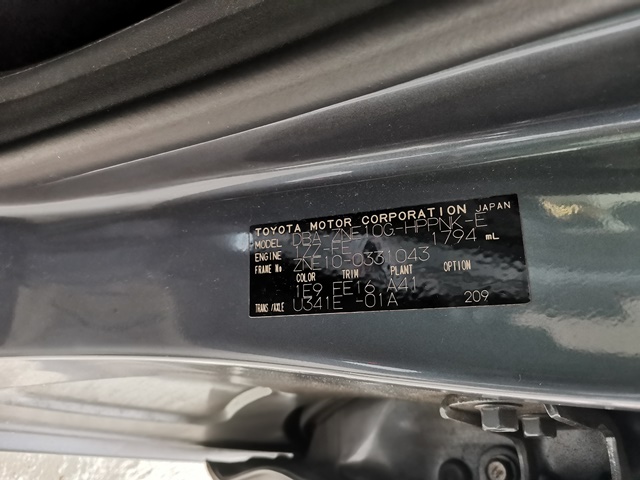 TOYOTA MOTOR CORPORATION JAPAN
MODEL DBA-ZNE10G-HPPNK-E
ENGINE 1ZZ-FE 1794 mL
FRAME No ZNE10-0331043
COLOR TRIM PLANT OPTION
1E9 FE16 A41
TRANS/AXLE U341E -01A 209